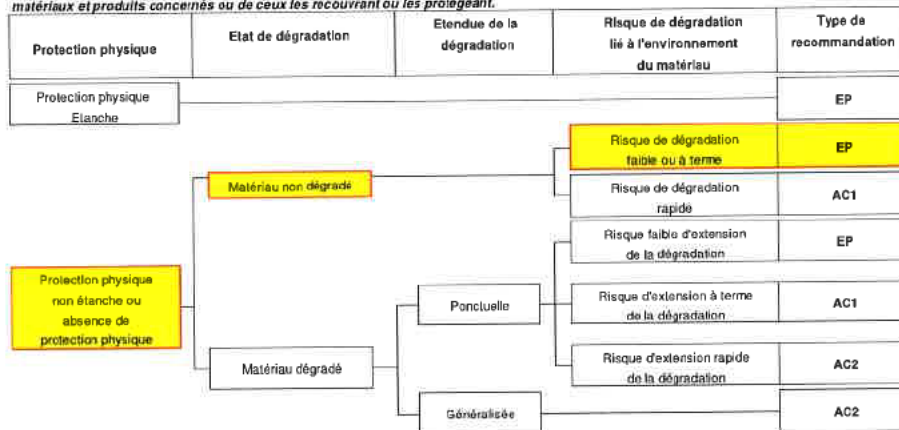 matériaux et produits concernés ou de ceux les recouvrant ou les protégeant.
Protection physique
Etat de dégradation
Etendue de la
dégradation
Risque de dégradation
lié à l'environnement
du matériau
Type de
recommandation
Protection physique
Etanche
EP
Risque de dégradation
faible ou à terme
EP
Matériau non dégradé
Risque de dégradation
rapide
AC1
Risque faible d'extension
de la dégradation
EP
Protection physique
non étanche ou
absence de
protection physique
Ponctuelle
Risque d'extension à terme
de la dégradation
AC1
Matériau dégradé
Risque d'extension rapide
de la dégradation
AC2
Généralisée
AC2